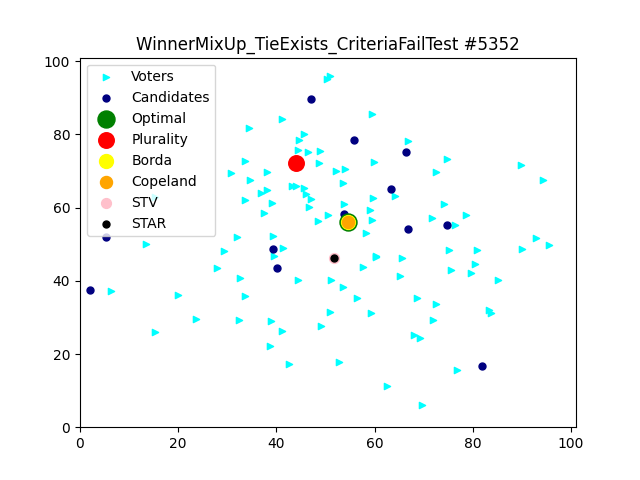 WinnerMixUp_TieExists_CriteriaFailTest #5352
100
80
60
40
20
0
Voters
Candidates
Optimal
Plurality
Borda
Copeland
STV
STAR
0 20 40 60 80 100